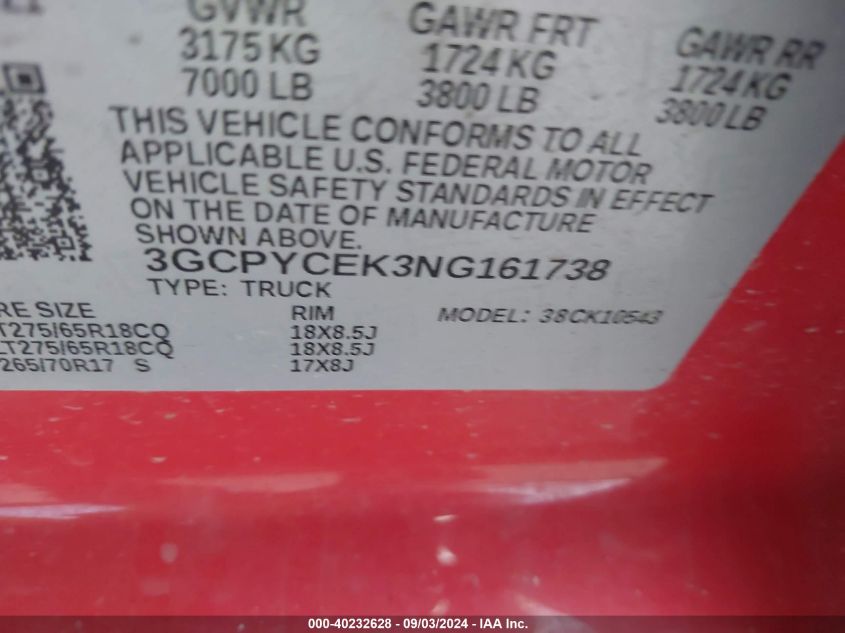 GVWR GAWR FRT GAWR RR
3175 KG 1724 KG 1724 KG
7000 LB 3800 LB 3800 LB
THIS VEHICLE CONFORMS TO ALL
APPLICABLE U.S. FEDERAL MOTOR
VEHICLE SAFETY STANDARDS IN EFFECT
ON THE DATE OF MANUFACTURE
SHOWN ABOVE.
3GCPYCEK3NG161738
TYPE: TRUCK
RE SIZE RIM MODEL: 38CK10543
T275/65R18CQ 18X8.5J
LT275/65R18CQ 18X8.5J
265/70R17 S 17X8J
000-40232628 - 09/03/2024 - IAA Inc.